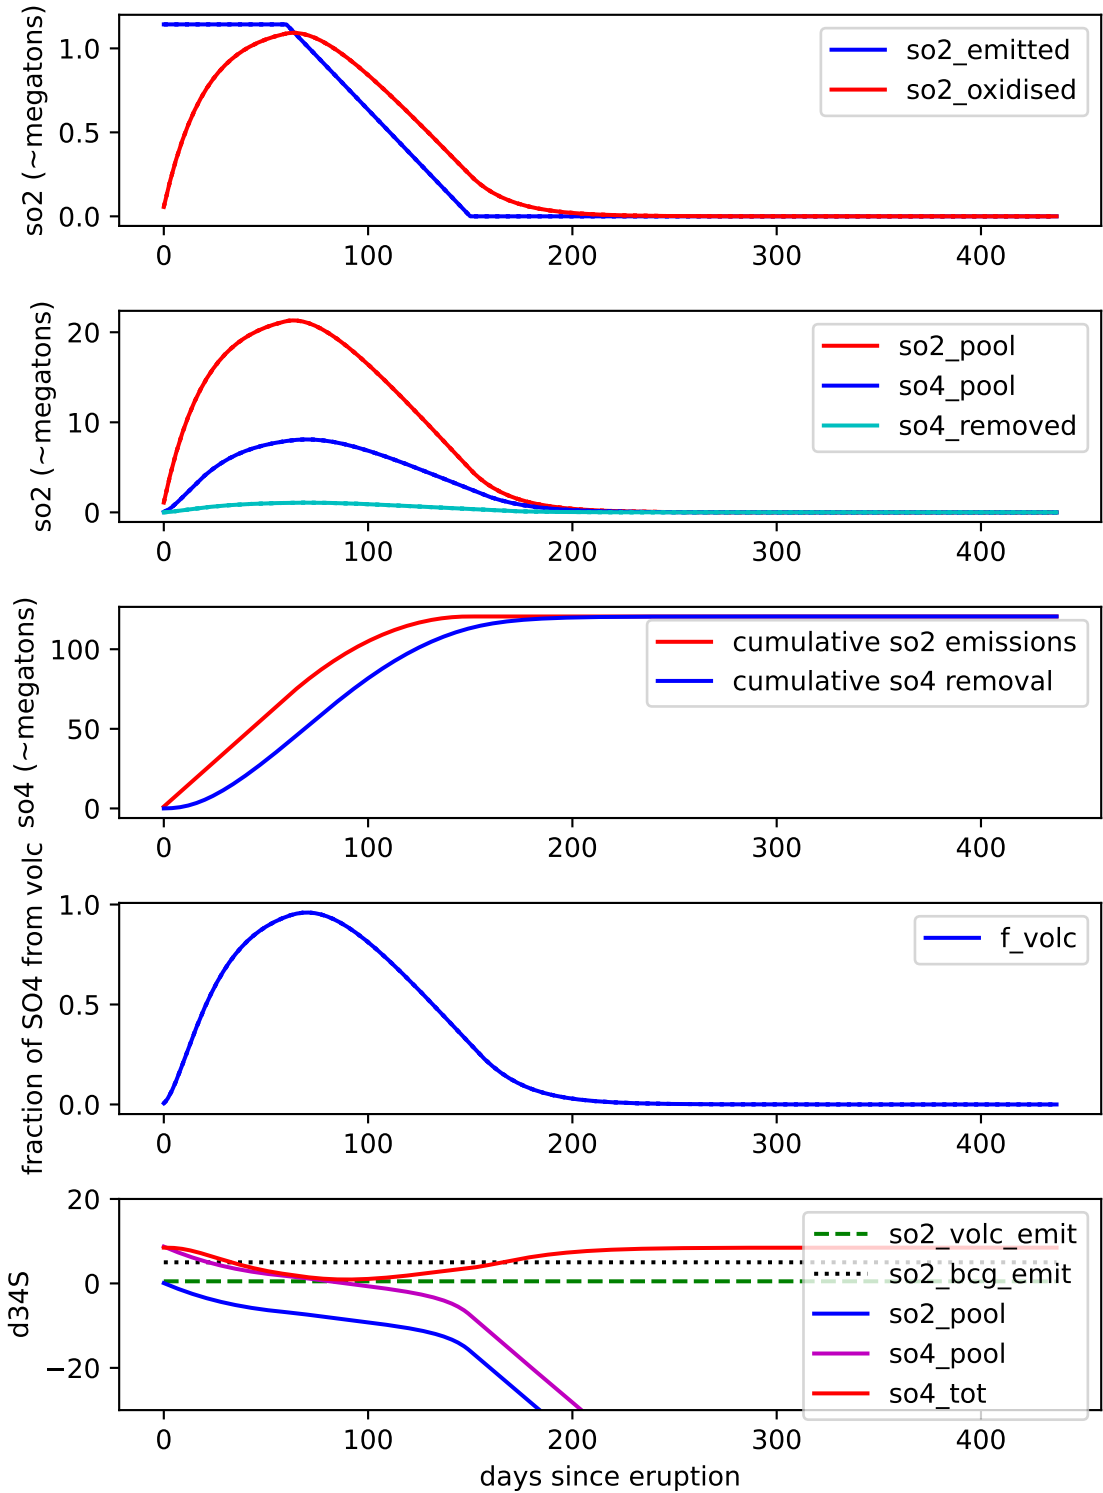 so2 (~megatons)
1.0
0.5
0.0
so2_emitted
so2_oxidised
0 100 200 300 400
so2 (~megatons)
20
10
0
so2_pool
so4_pool
so4_removed
0 100 200 300 400
so4 (~megatons)
100
50
0
cumulative so2 emissions
cumulative so4 removal
0 100 200 300 400
fraction of SO4 from volc
1.0
0.5
0.0
f_volc
0 100 200 300 400
d34S
20
0
−20
so2_volc_emit
so2_bcg_emit
so2_pool
so4_pool
so4_tot
0 100 200 300 400
days since eruption